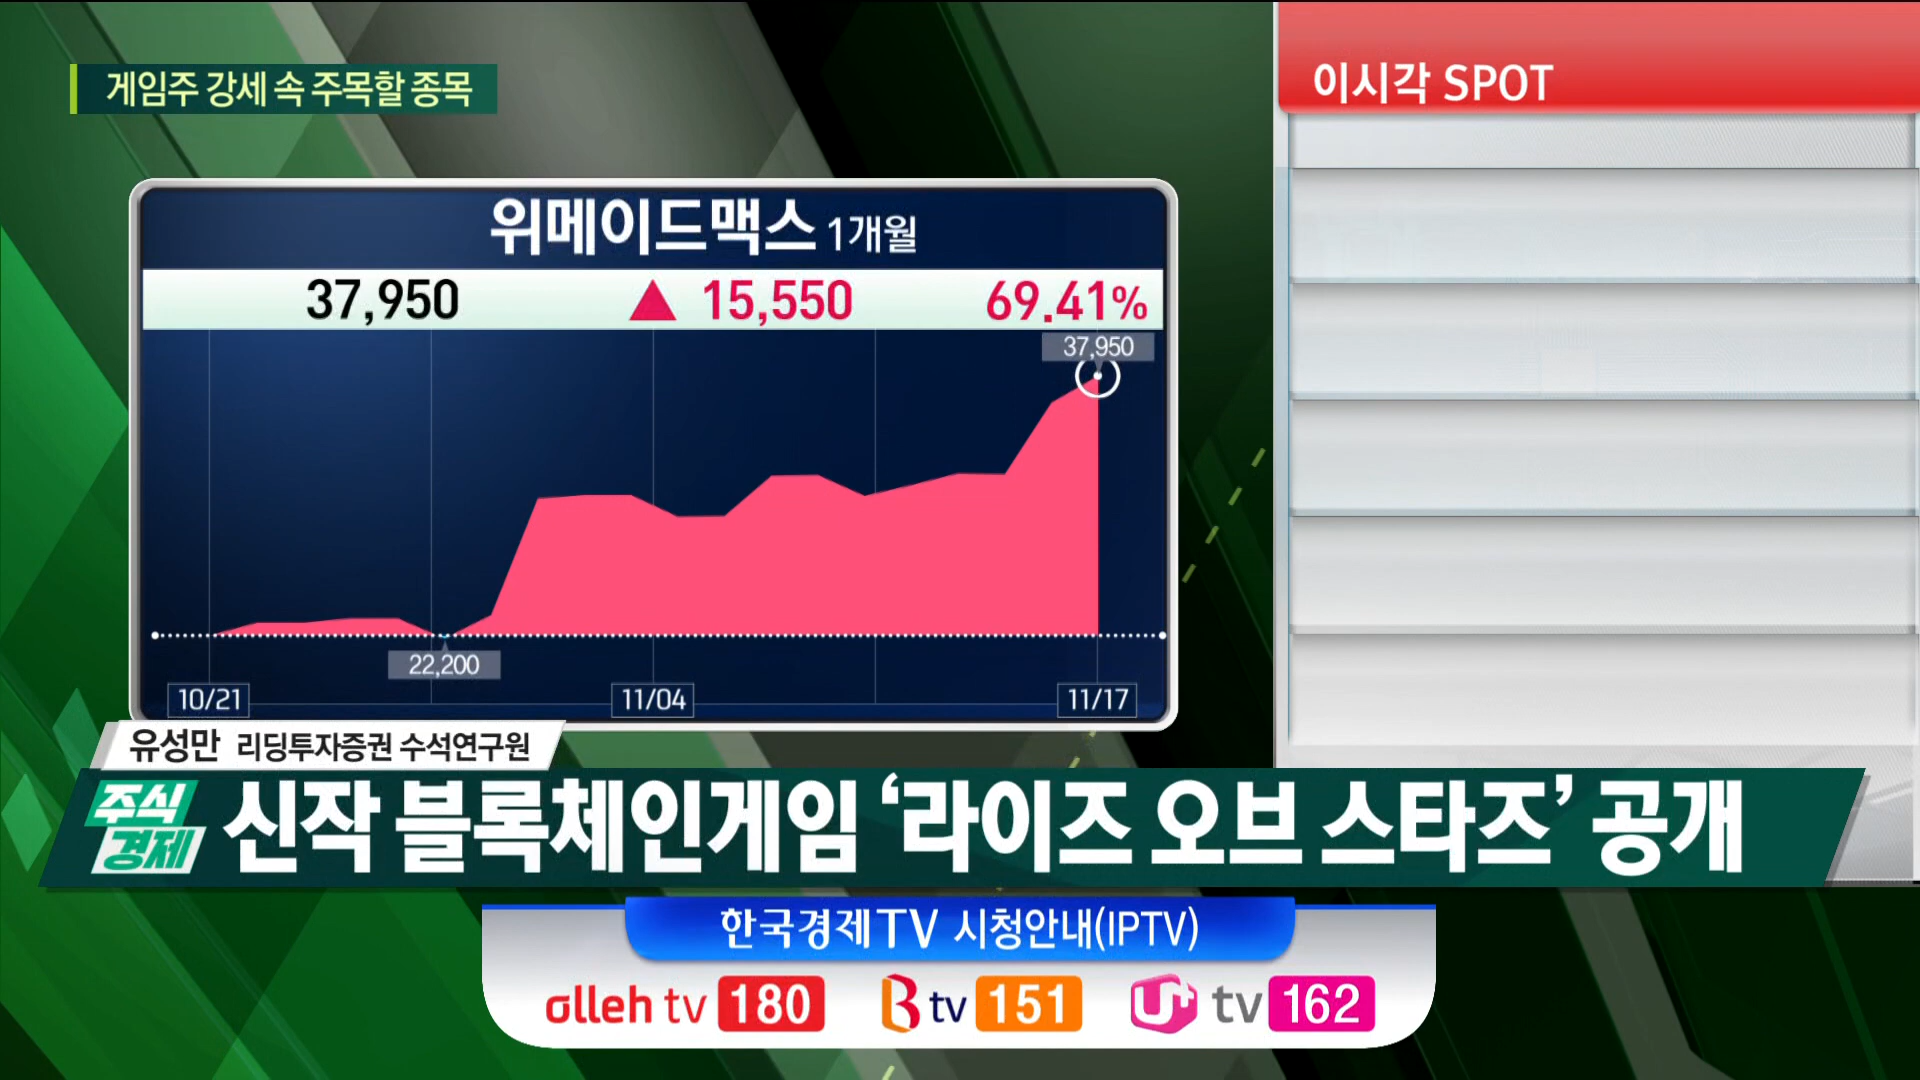 게임주 강세 속 주목할 종목
이시각 SPOT
위메이드맥스 1개월
37,950 ▲ 15,550 69.41%
37,950
22,200
10/21 11/04 11/17
유성만 리딩투자증권 수석연구원
주식경제
신작 블록체인게임 ‘라이즈 오브 스타즈’ 공개
한국경제TV 시청안내(IPTV)
olleh tv 180 B tv 151 U+ tv 162